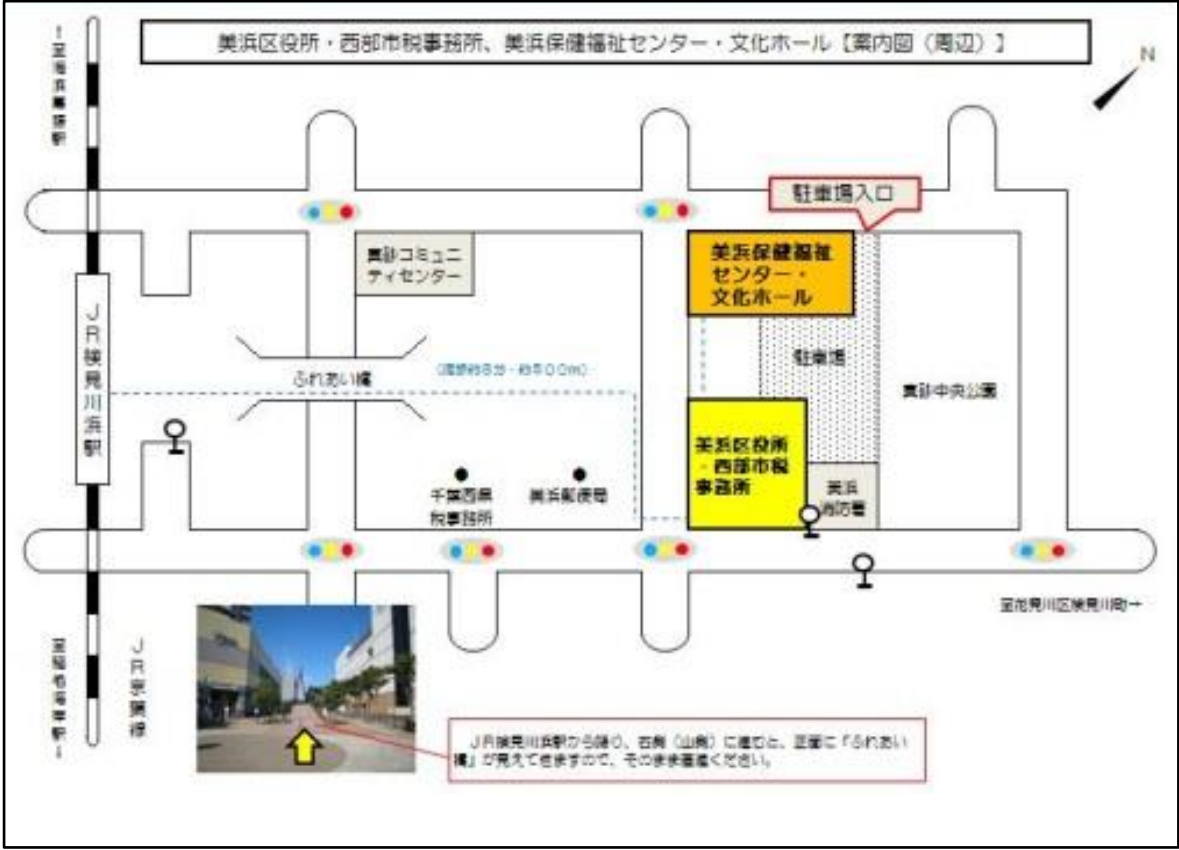 美浜区役所・西部市税事務所、美浜保健福祉センター・文化ホール【案内図（周辺）】
N
←至海浜幕張駅
駐車場入口
真砂コミュニ
ティセンター
美浜保健福祉
センター・
文化ホール
JR検見川浜駅
ふれあい橋
駐車場
真砂中央公園
美浜区役所
・西部市税
事務所
千葉西県
税事務所
美浜郵便局
美浜
消防署
至花見川区検見川町→
至稲毛海岸駅→
JR京葉線
JR検見川浜駅から降り、右側（山側）に進むと、正面に「ふれあい
橋」が見えてきますので、そのまま直進ください。